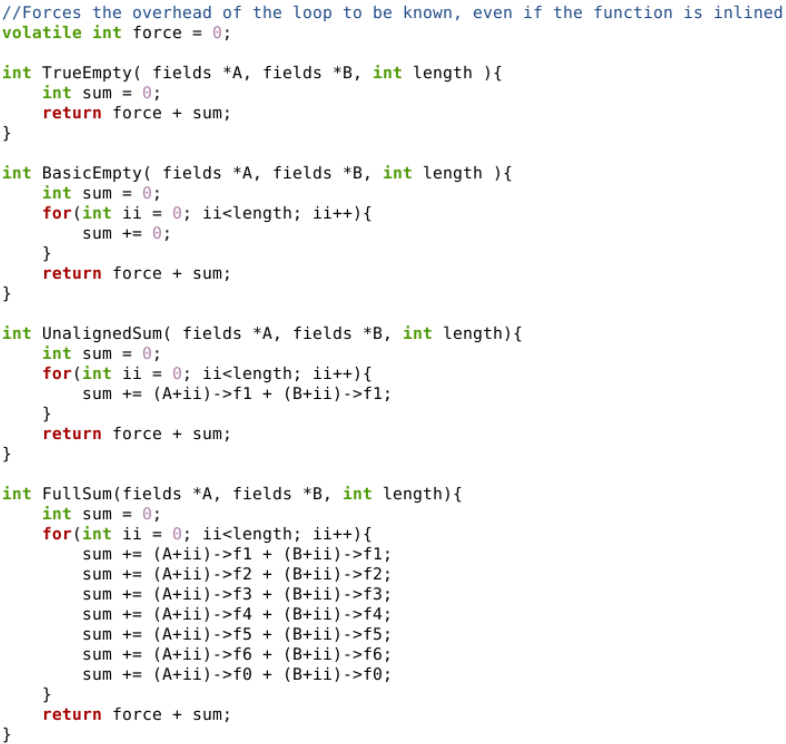 //Forces the overhead of the loop to be known, even if the function is inlined
volatile int force = 0;

int TrueEmpty( fields *A, fields *B, int length ){
    int sum = 0;
    return force + sum;
}

int BasicEmpty( fields *A, fields *B, int length ){
    int sum = 0;
    for(int ii = 0; ii<length; ii++){
        sum += 0;
    }
    return force + sum;
}

int UnalignedSum( fields *A, fields *B, int length){
    int sum = 0;
    for(int ii = 0; ii<length; ii++){
        sum += (A+ii)->f1 + (B+ii)->f1;
    }
    return force + sum;
}

int FullSum(fields *A, fields *B, int length){
    int sum = 0;
    for(int ii = 0; ii<length; ii++){
        sum += (A+ii)->f1 + (B+ii)->f1;
        sum += (A+ii)->f2 + (B+ii)->f2;
        sum += (A+ii)->f3 + (B+ii)->f3;
        sum += (A+ii)->f4 + (B+ii)->f4;
        sum += (A+ii)->f5 + (B+ii)->f5;
        sum += (A+ii)->f6 + (B+ii)->f6;
        sum += (A+ii)->f0 + (B+ii)->f0;
    }
    return force + sum;
}